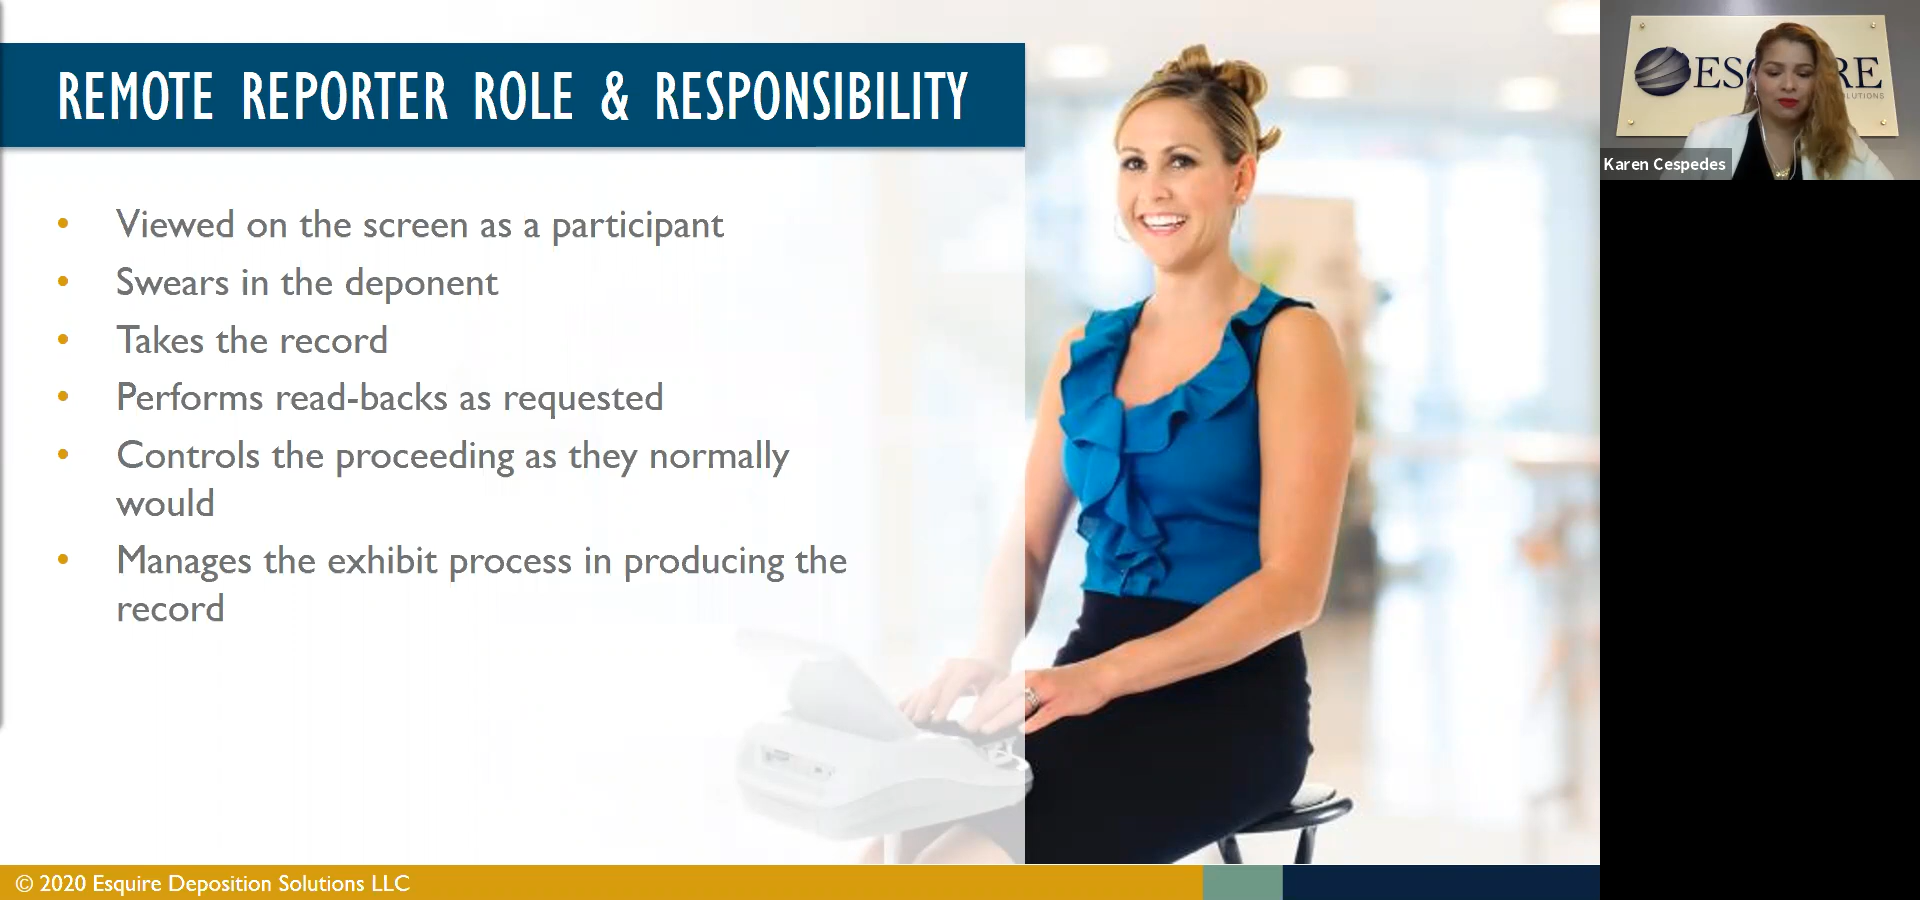 REMOTE REPORTER ROLE & RESPONSIBILITY
• Viewed on the screen as a participant
• Swears in the deponent
• Takes the record
• Performs read-backs as requested
• Controls the proceeding as they normally
would
• Manages the exhibit process in producing the
record
© 2020 Esquire Deposition Solutions LLC
Karen Cespedes